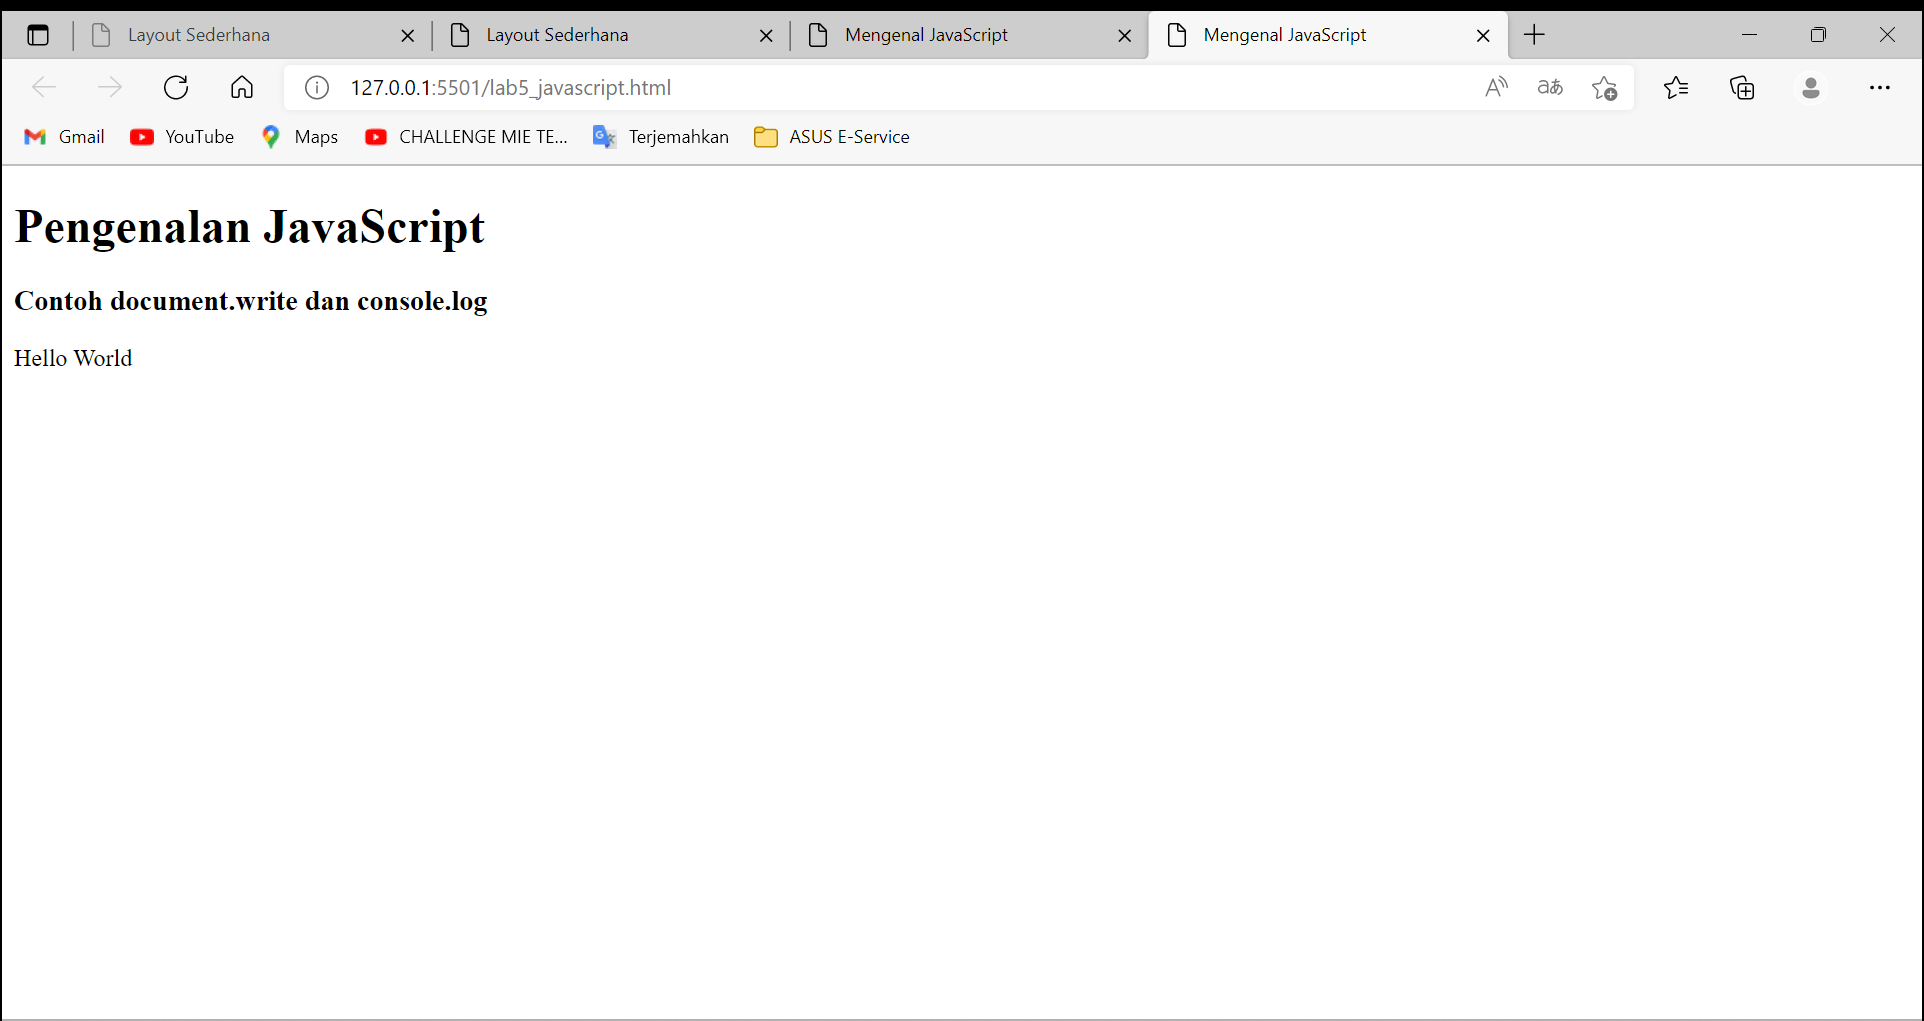 Layout Sederhana
Layout Sederhana
Mengenal JavaScript
Mengenal JavaScript
127.0.0.1:5501/lab5_javascript.html
Gmail
YouTube
Maps
CHALLENGE MIE TE...
Terjemahkan
ASUS E-Service
Pengenalan JavaScript
Contoh document.write dan console.log
Hello World